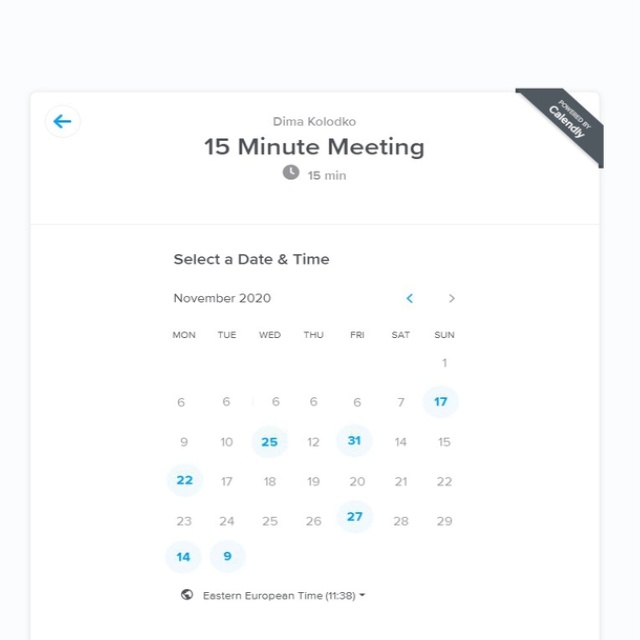 POWERED BY
Calendly
Dima Kolodko
15 Minute Meeting
15 min
Select a Date & Time
November 2020
MON TUE WED THU FRI SAT SUN
1
6 6 6 6 6 7 17
9 10 25 12 31 14 15
22 17 18 19 20 21 22
23 24 25 26 27 28 29
14 9
Eastern European Time (11:38)